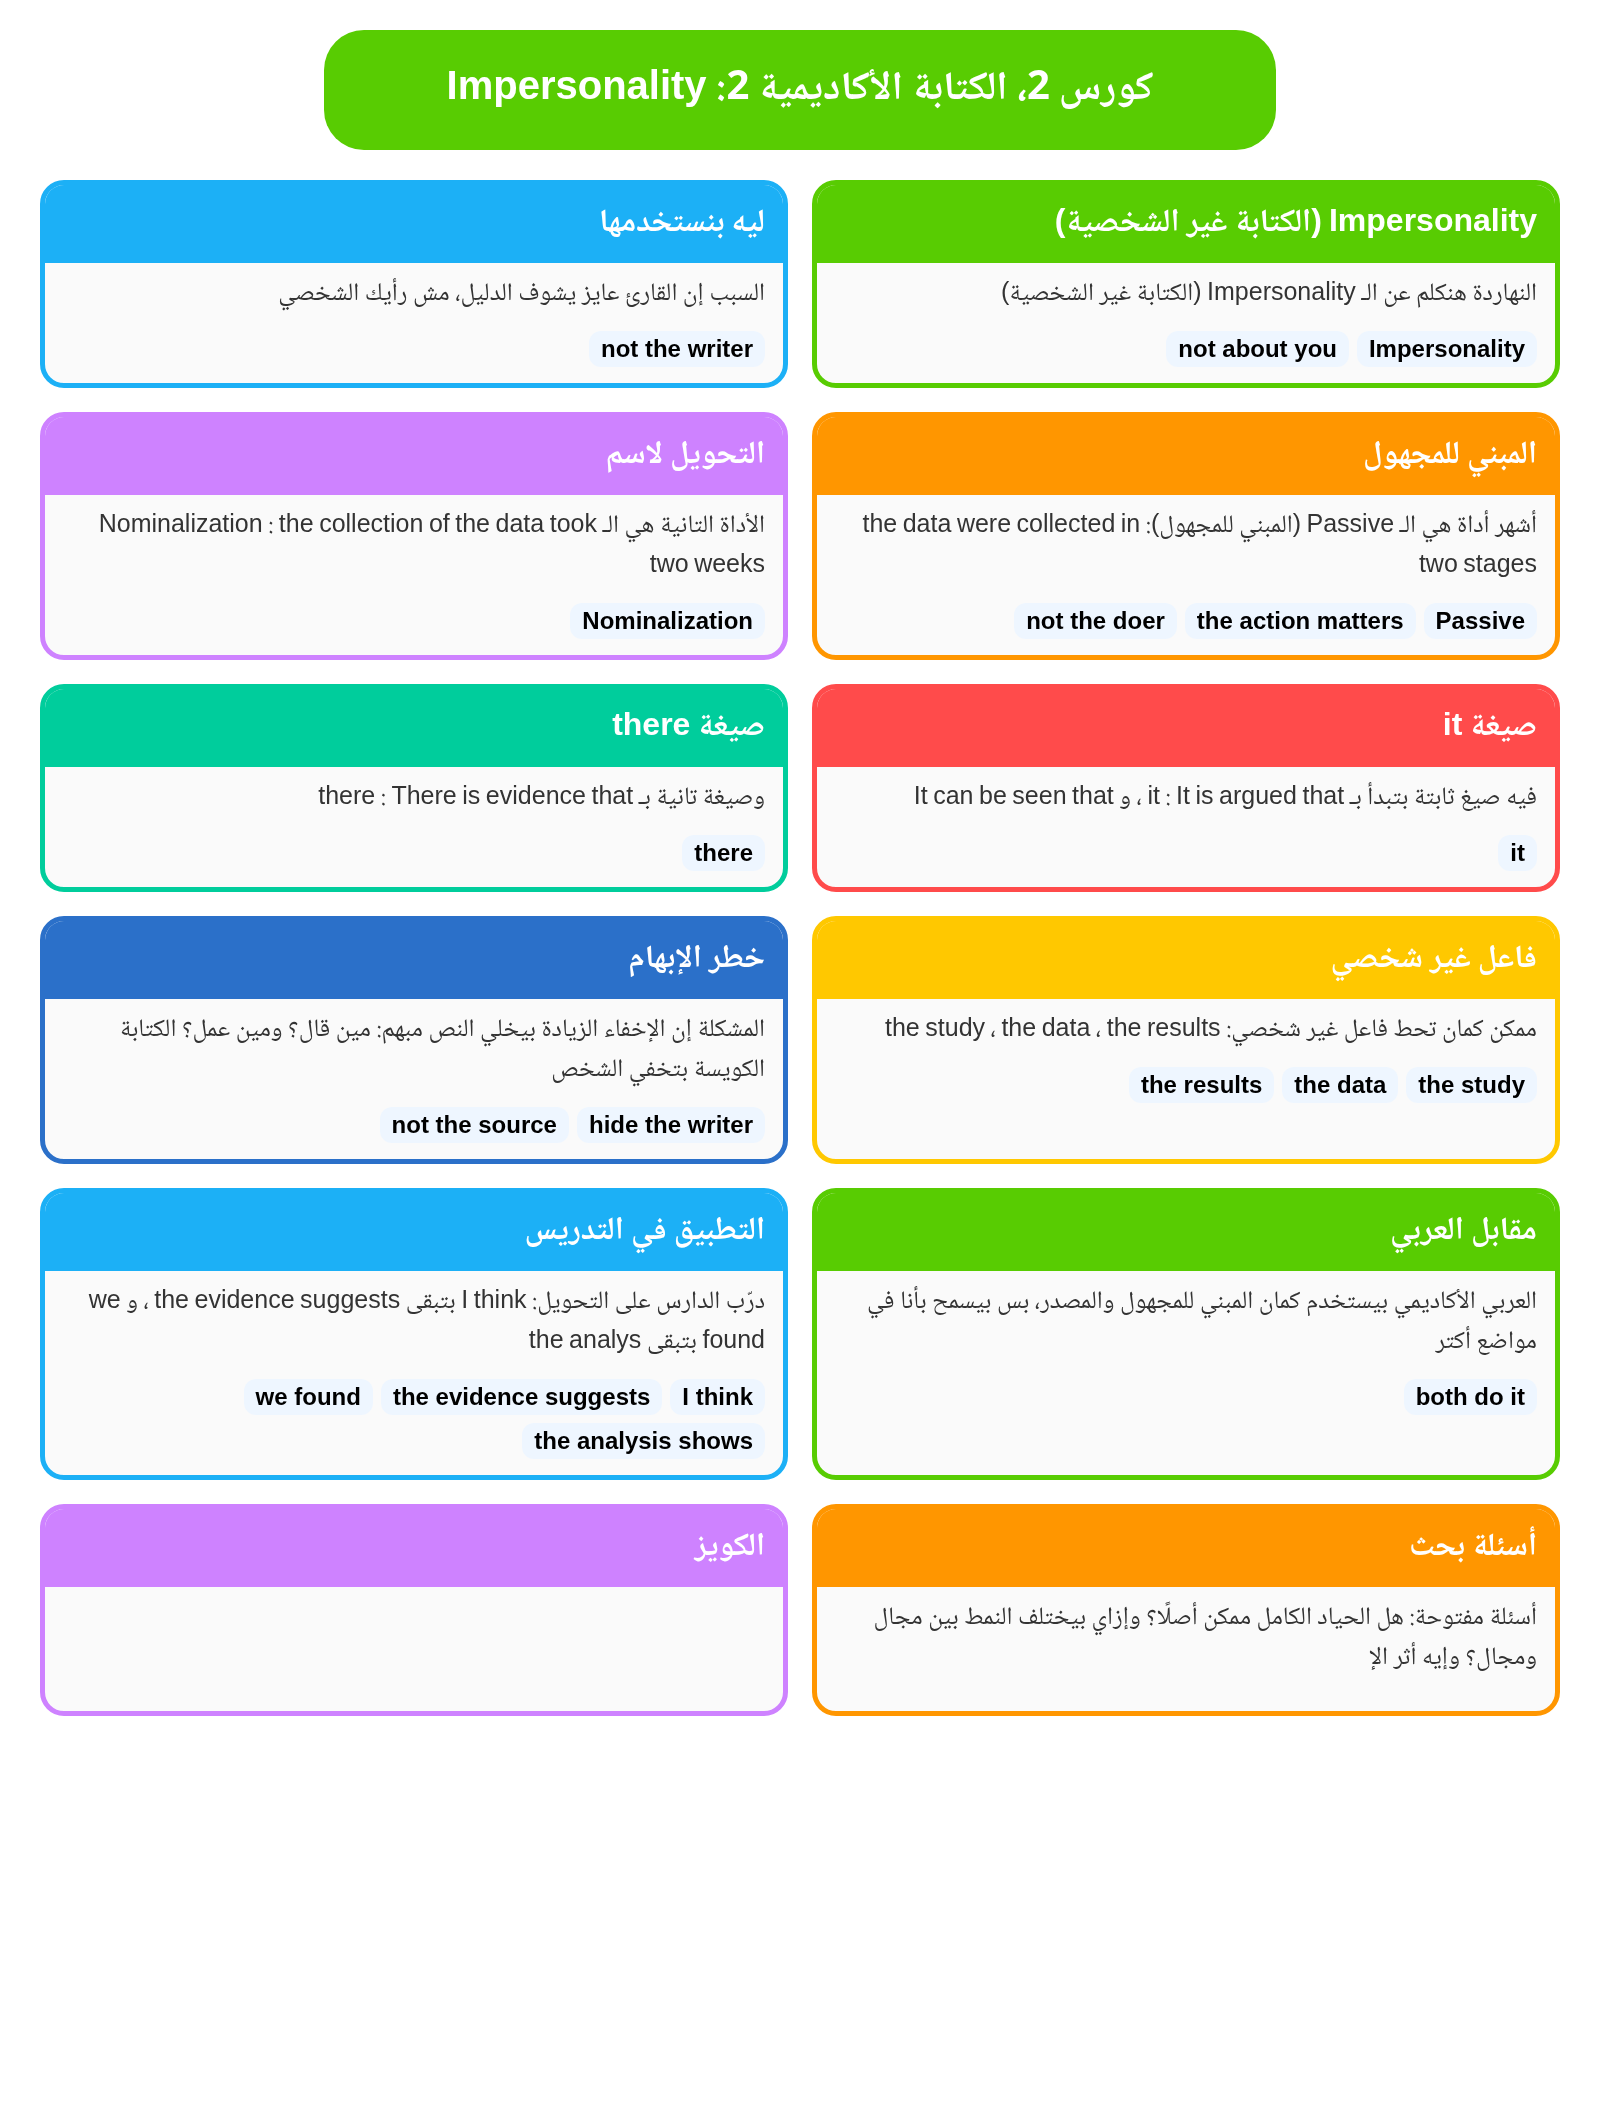 كورس 2، الكتابة الأكاديمية 2: Impersonality
Impersonality (الكتابة غير الشخصية)
النهاردة هنكلم عن الـ Impersonality (الكتابة غير الشخصية)
Impersonality not about you
ليه بنستخدمها
السبب إن القارئ عايز يشوف الدليل، مش رأيك الشخصي
not the writer
المبني للمجهول
أشهر أداة هي الـ Passive (المبني للمجهول): the data were collected in
two stages
Passive the action matters not the doer
التحويل لاسم
الأداة التانية هي الـ Nominalization : the collection of the data took
two weeks
Nominalization
صيغة it
فيه صيغ ثابتة بتبدأ بـ it : It is argued that ، و It can be seen that
it
صيغة there
وصيغة تانية بـ there : There is evidence that
there
فاعل غير شخصي
ممكن كمان تحط فاعل غير شخصي: the study ، the data ، the results
the study the data the results
خطر الإبهام
المشكلة إن الإخفاء الزيادة بيخلي النص مبهم: مين قال؟ ومين عمل؟ الكتابة
الكويسة بتخفي الشخص
hide the writer not the source
مقابل العربي
العربي الأكاديمي بيستخدم كمان المبني للمجهول والمصدر، بس بيسمح بأنا في
مواضع أكتر
both do it
التطبيق في التدريس
درّب الدارس على التحويل: I think بتبقى the evidence suggests ، و we
found بتبقى the analys
I think the evidence suggests we found
the analysis shows
أسئلة بحث
أسئلة مفتوحة: هل الحياد الكامل ممكن أصلًا؟ وإزاي بيختلف النمط بين مجال
ومجال؟ وإيه أثر الإ
الكويز